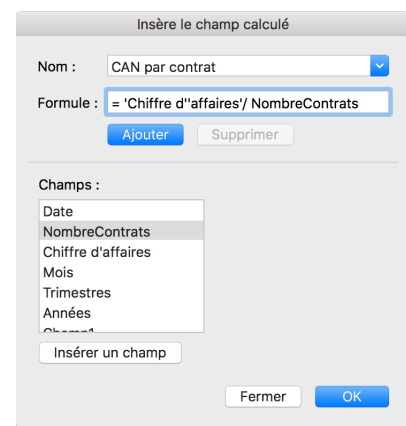 Insère le champ calculé
Nom : CAN par contrat
Formule : = 'Chiffre d''affaires'/ NombreContrats
Ajouter Supprimer
Champs :
Date
NombreContrats
Chiffre d'affaires
Mois
Trimestres
Années
Champ1
Insérer un champ
Fermer OK